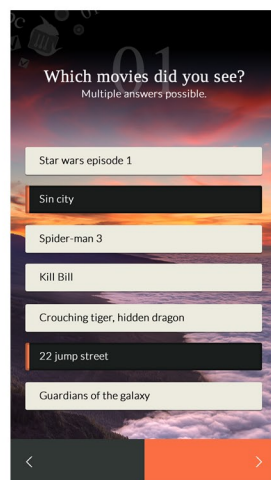 01
Which movies did you see?
Multiple answers possible.
Star wars episode 1
Sin city
Spider-man 3
Kill Bill
Crouching tiger, hidden dragon
22 jump street
Guardians of the galaxy